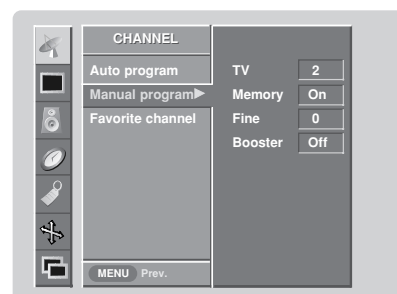 CHANNEL
Auto program
Manual program►
Favorite channel
TV 2
Memory On
Fine 0
Booster Off
MENU Prev.